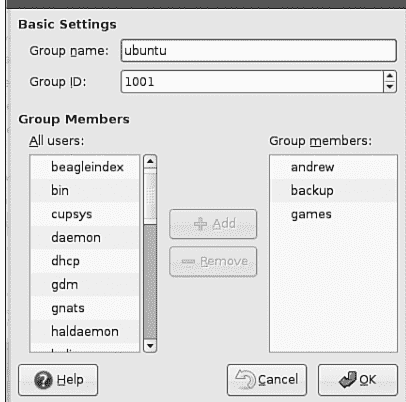 Basic Settings
Group name: ubuntu
Group ID: 1001
Group Members
All users:
beagleindex
bin
cupsys
daemon
dhcp
gdm
gnats
haldaemon
Add
Remove
Group members:
andrew
backup
games
Help
Cancel
OK